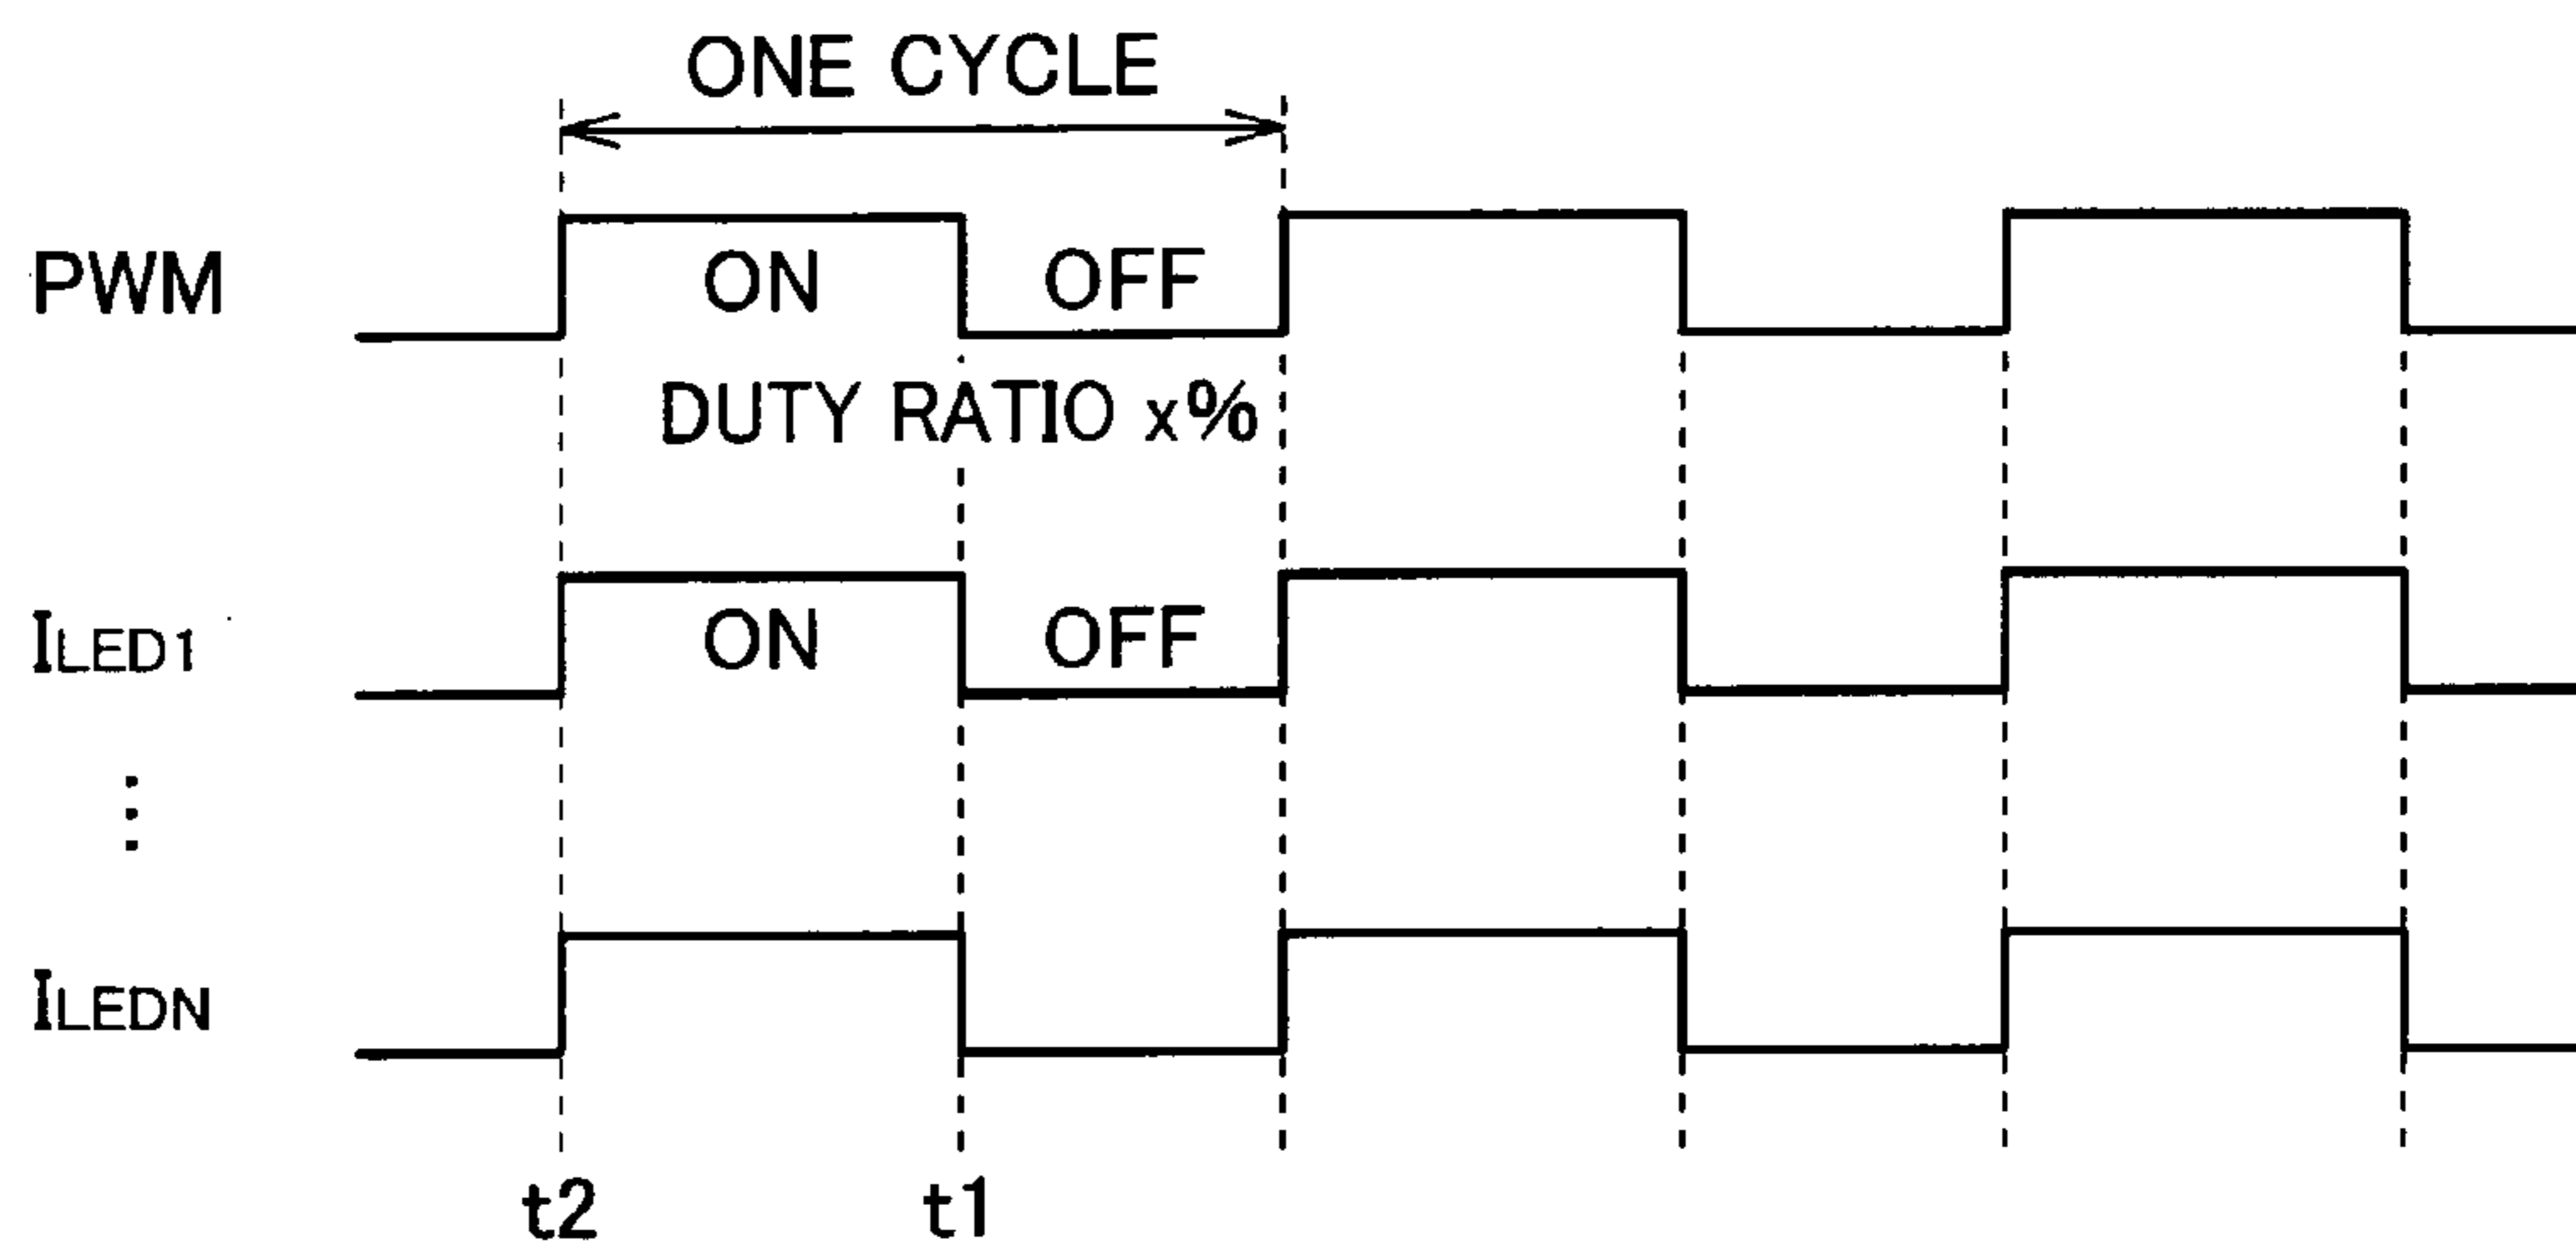 ONE CYCLE
PWM
ON
OFF
DUTY RATIO x%
ILED1
ON
OFF
ILEDN
t2
t1